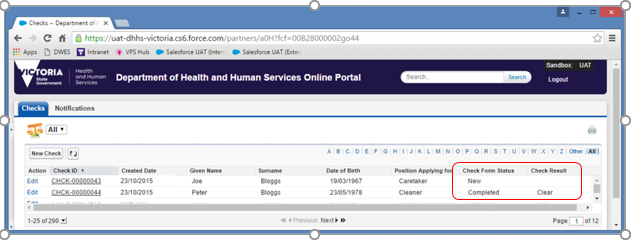 Checks ~ Department of H
https://uat-dhhs-victoria.cs6.force.com/partners/a0H?fcf=00B28000002go44
Apps DWES Intranet VPS Hub Salesforce UAT (Inter Salesforce UAT (Exter
Sandbox: UAT
VICTORIA State Government Health and Human Services Department of Health and Human Services Online Portal Search... Search Logout
Checks Notifications
All
New Check A B C D E F G H I J K L M N O P Q R S T U V W X Y Z Other All
Action Check ID Created Date Given Name Surname Date of Birth Position Applying for Check Form Status Check Result
Edit CHCK-00000043 23/10/2015 Joe Bloggs 19/03/1967 Caretaker New
Edit CHCK-00000044 23/10/2015 Peter Bloggs 23/05/1978 Cleaner Completed Clear
1-25 of 290 Previous Next Page 1 of 12